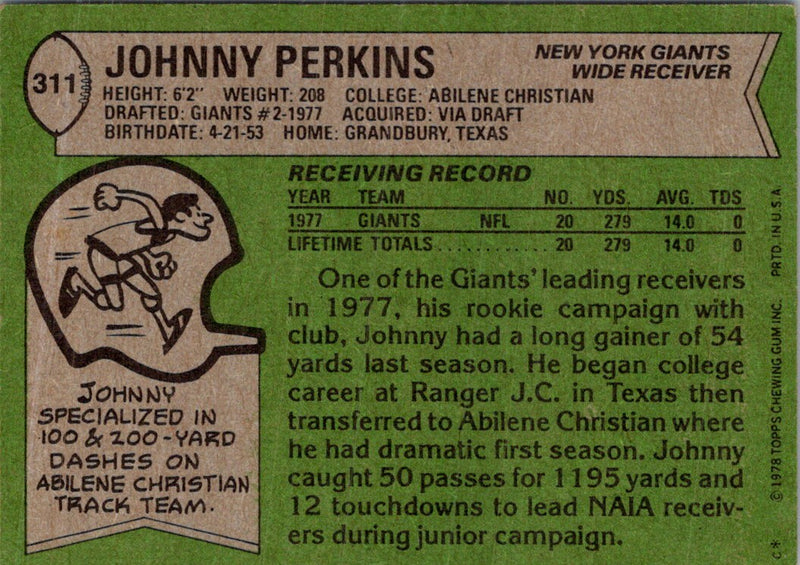 311
JOHNNY PERKINS
NEW YORK GIANTS
WIDE RECEIVER
HEIGHT: 6'2" WEIGHT: 208 COLLEGE: ABILENE CHRISTIAN
DRAFTED: GIANTS #2-1977 ACQUIRED: VIA DRAFT
BIRTHDATE: 4-21-53 HOME: GRANDBURY, TEXAS
RECEIVING RECORD
YEAR TEAM NO. YDS. AVG. TDS
1977 GIANTS NFL 20 279 14.0 0
LIFETIME TOTALS............ 20 279 14.0 0
One of the Giants' leading receivers
in 1977, his rookie campaign with
club, Johnny had a long gainer of 54
yards last season. He began college
career at Ranger J.C. in Texas then
transferred to Abilene Christian where
he had dramatic first season. Johnny
caught 50 passes for 1195 yards and
12 touchdowns to lead NAIA receiv-
ers during junior campaign.
JOHNNY
SPECIALIZED IN
100 & 200-YARD
DASHES ON
ABILENE CHRISTIAN
TRACK TEAM.
C* © 1978 TOPPS CHEWING GUM INC. PRTD. IN U.S.A